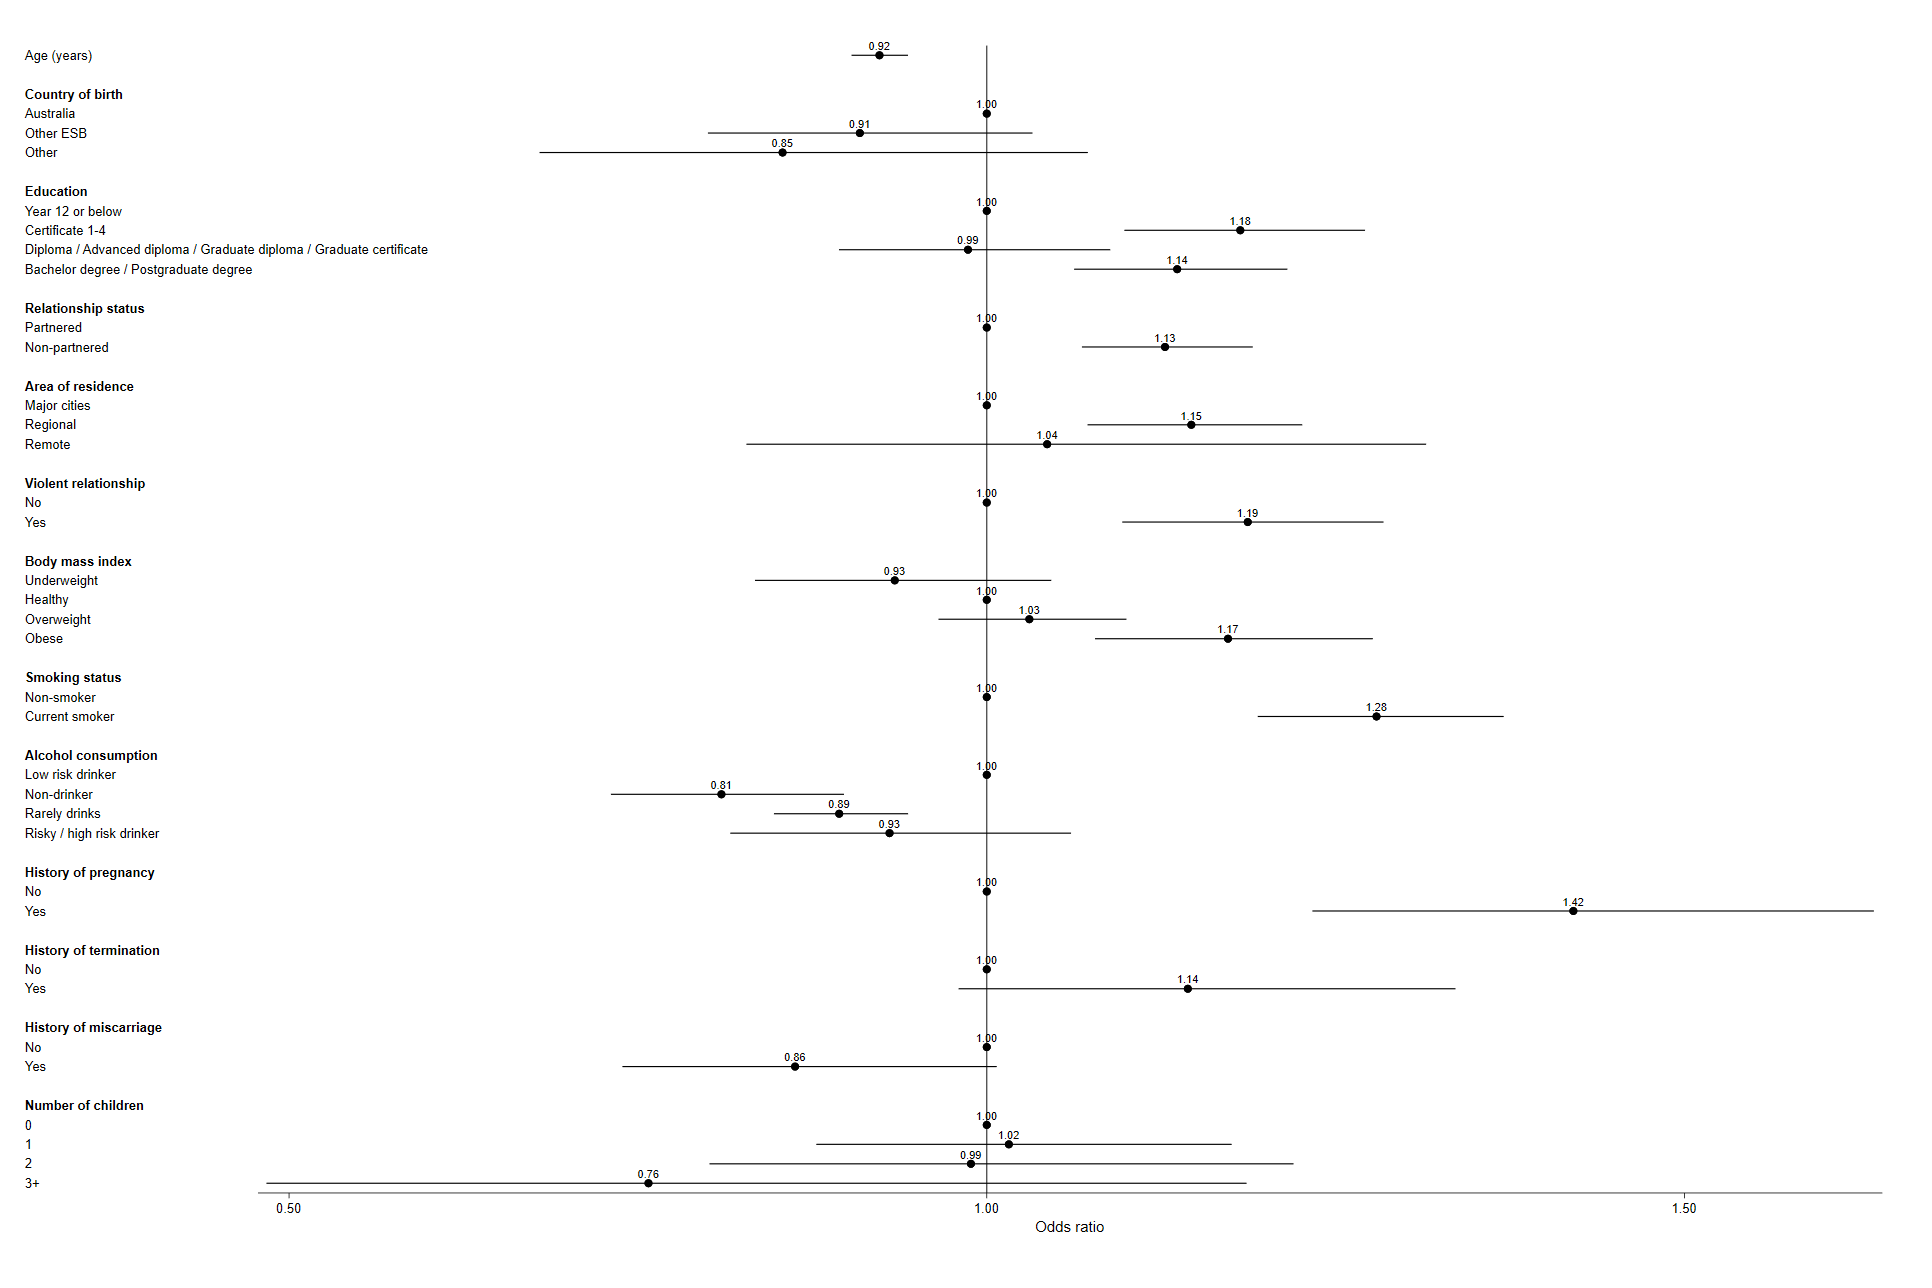 Age (years) 0.92
Country of birth
Australia 1.00
Other ESB 0.91
Other 0.85
Education
Year 12 or below 1.00
Certificate 1-4 1.18
Diploma / Advanced diploma / Graduate diploma / Graduate certificate 0.99
Bachelor degree / Postgraduate degree 1.14
Relationship status
Partnered 1.00
Non-partnered 1.13
Area of residence
Major cities 1.00
Regional 1.15
Remote 1.04
Violent relationship
No 1.00
Yes 1.19
Body mass index
Underweight 0.93
Healthy 1.00
Overweight 1.03
Obese 1.17
Smoking status
Non-smoker 1.00
Current smoker 1.28
Alcohol consumption
Low risk drinker 1.00
Non-drinker 0.81
Rarely drinks 0.89
Risky / high risk drinker 0.93
History of pregnancy
No 1.00
Yes 1.42
History of termination
No 1.00
Yes 1.14
History of miscarriage
No 1.00
Yes 0.86
Number of children
0 1.00
1 1.02
2 0.99
3+ 0.76
0.50 1.00 1.50
Odds ratio